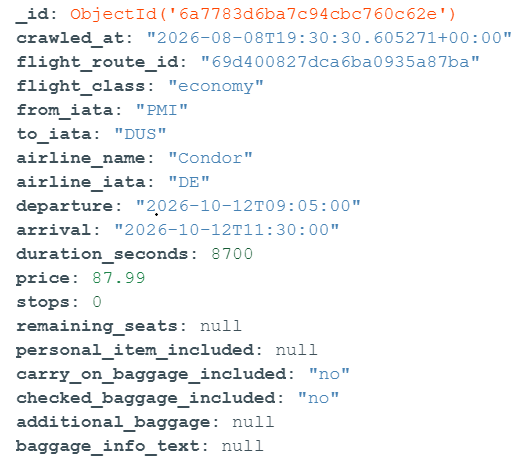 _id: ObjectId('6a7783d6ba7c94cbc760c62e')
crawled_at: "2026-08-08T19:30:30.605271+00:00"
flight_route_id: "69d400827dca6ba0935a87ba"
flight_class: "economy"
from_iata: "PMI"
to_iata: "DUS"
airline_name: "Condor"
airline_iata: "DE"
departure: "2026-10-12T09:05:00"
arrival: "2026-10-12T11:30:00"
duration_seconds: 8700
price: 87.99
stops: 0
remaining_seats: null
personal_item_included: null
carry_on_baggage_included: "no"
checked_baggage_included: "no"
additional_baggage: null
baggage_info_text: null